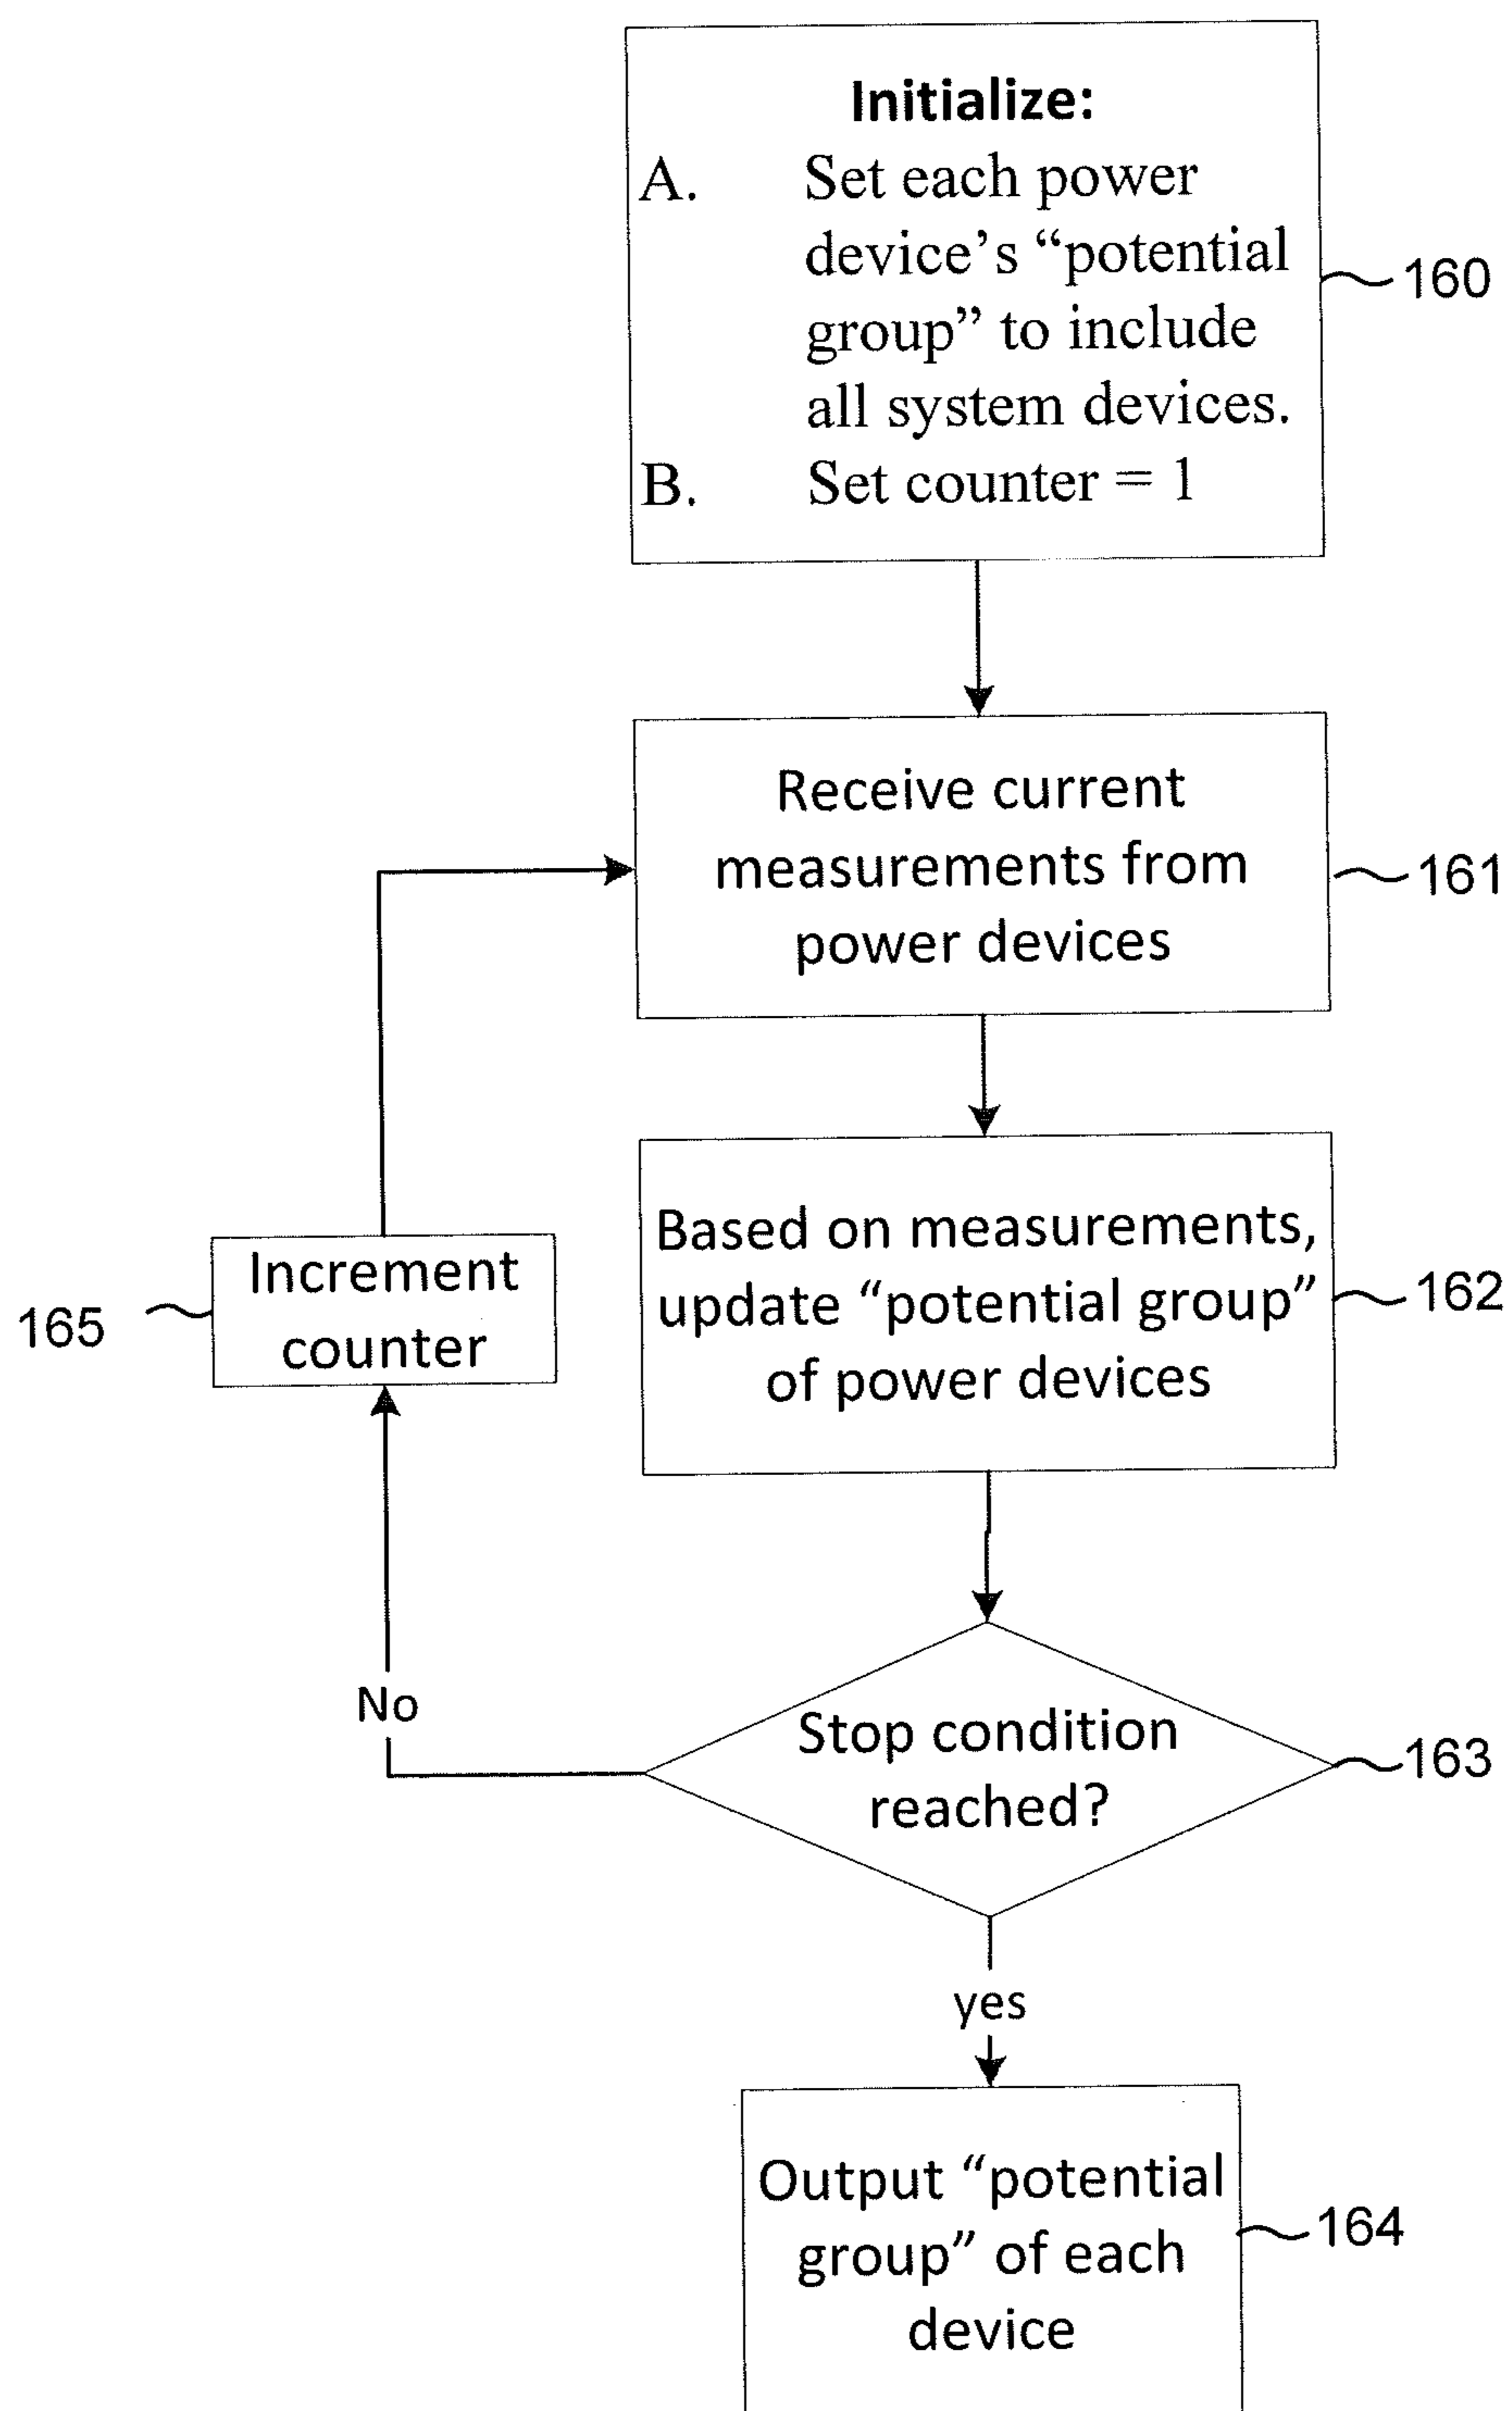 Initialize:
A. Set each power
device’s “potential
group” to include
all system devices.
B. Set counter = 1
160
Receive current
measurements from
power devices
161
Based on measurements,
update “potential group”
of power devices
162
Increment
counter
165
No
Stop condition
reached?
163
yes
Output “potential
group” of each
device
164